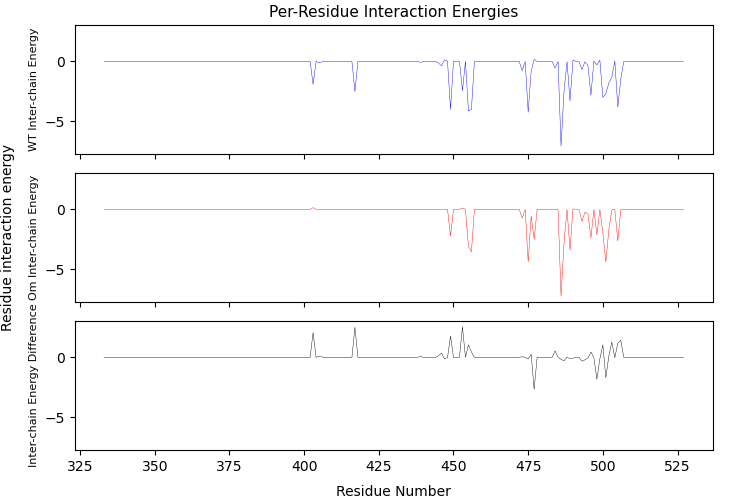 Per-Residue Interaction Energies
Residue interaction energy
WT Inter-chain Energy
0
−5
Om Inter-chain Energy
0
−5
Inter-chain Energy Difference
0
−5
325 350 375 400 425 450 475 500 525
Residue Number